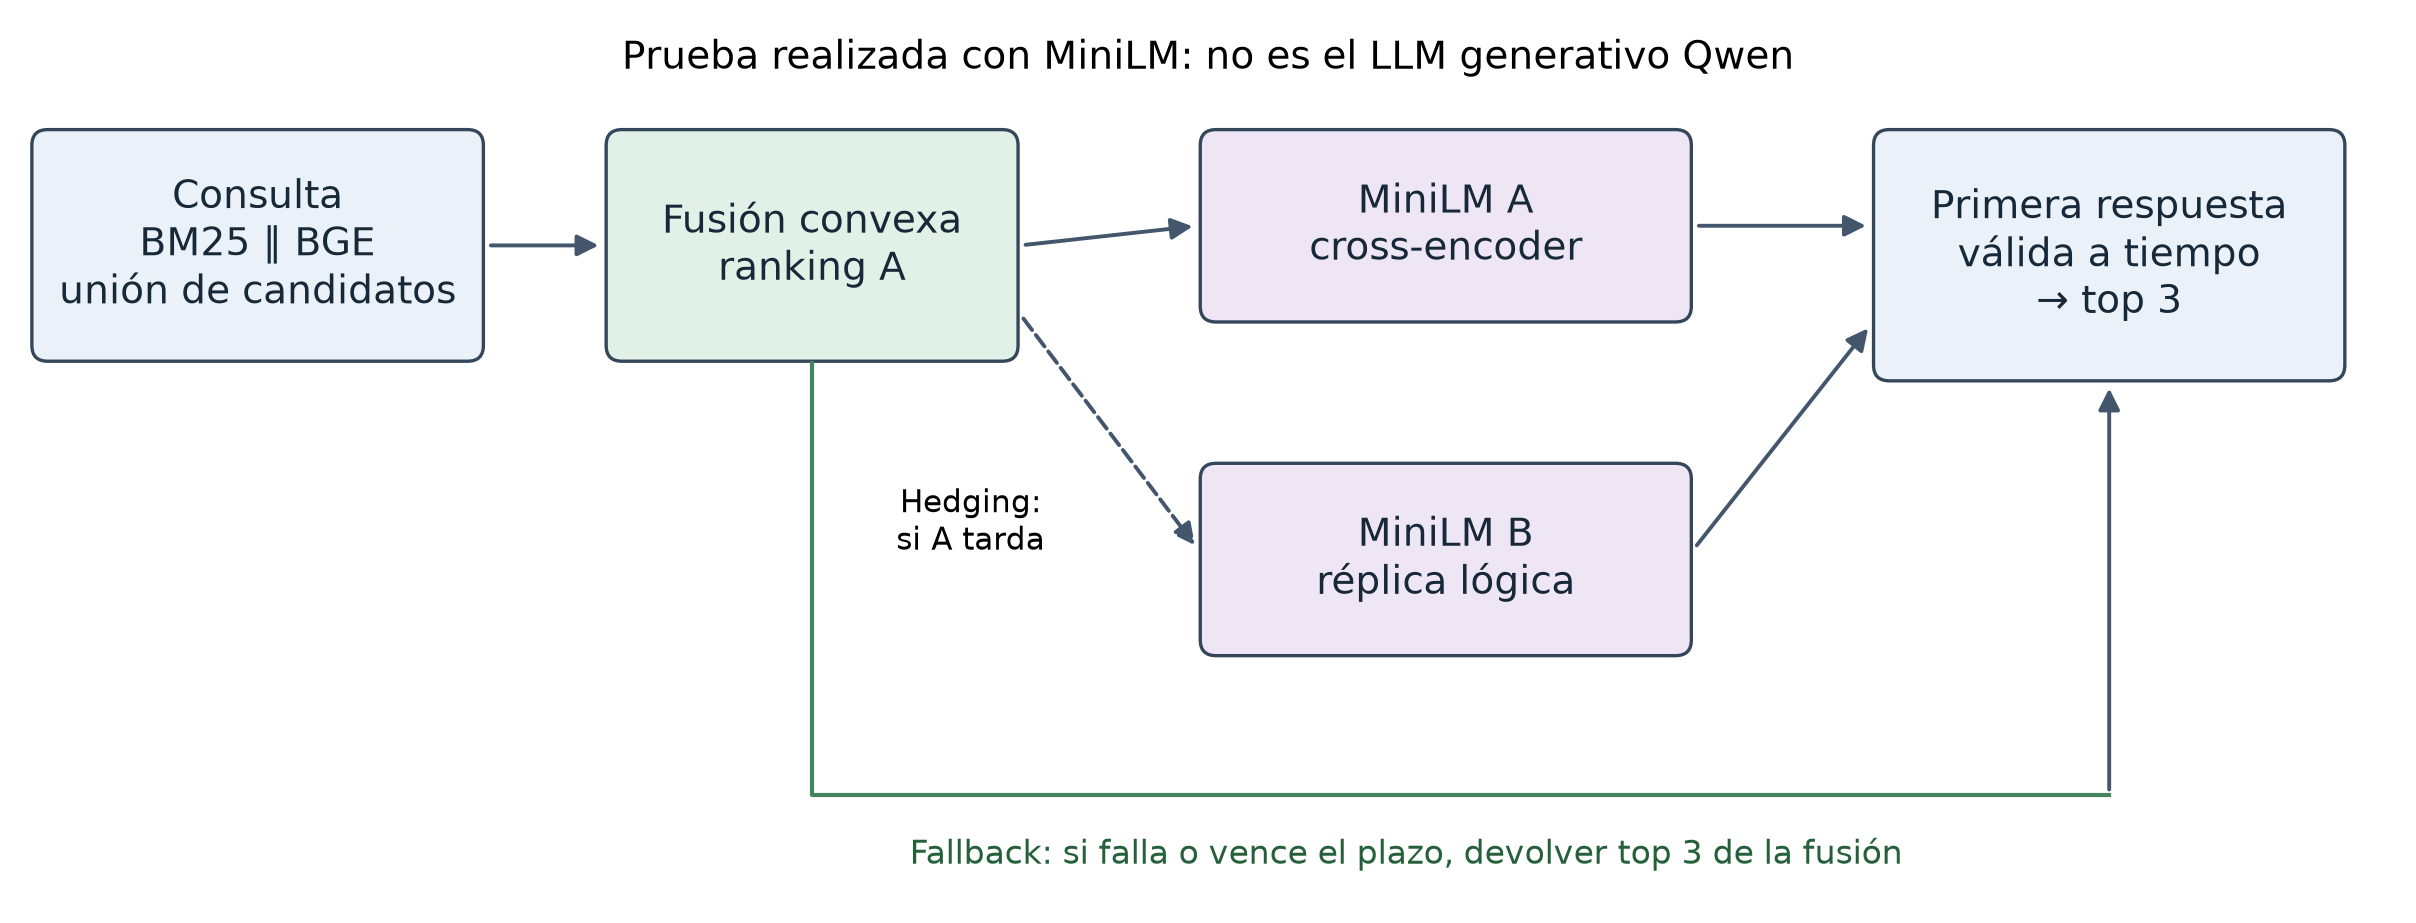 Prueba realizada con MiniLM: no es el LLM generativo Qwen
Consulta
BM25 ∥ BGE
unión de candidatos
Fusión convexa
ranking A
MiniLM A
cross-encoder
Primera respuesta
válida a tiempo
→ top 3
Hedging:
si A tarda
MiniLM B
réplica lógica
Fallback: si falla o vence el plazo, devolver top 3 de la fusión